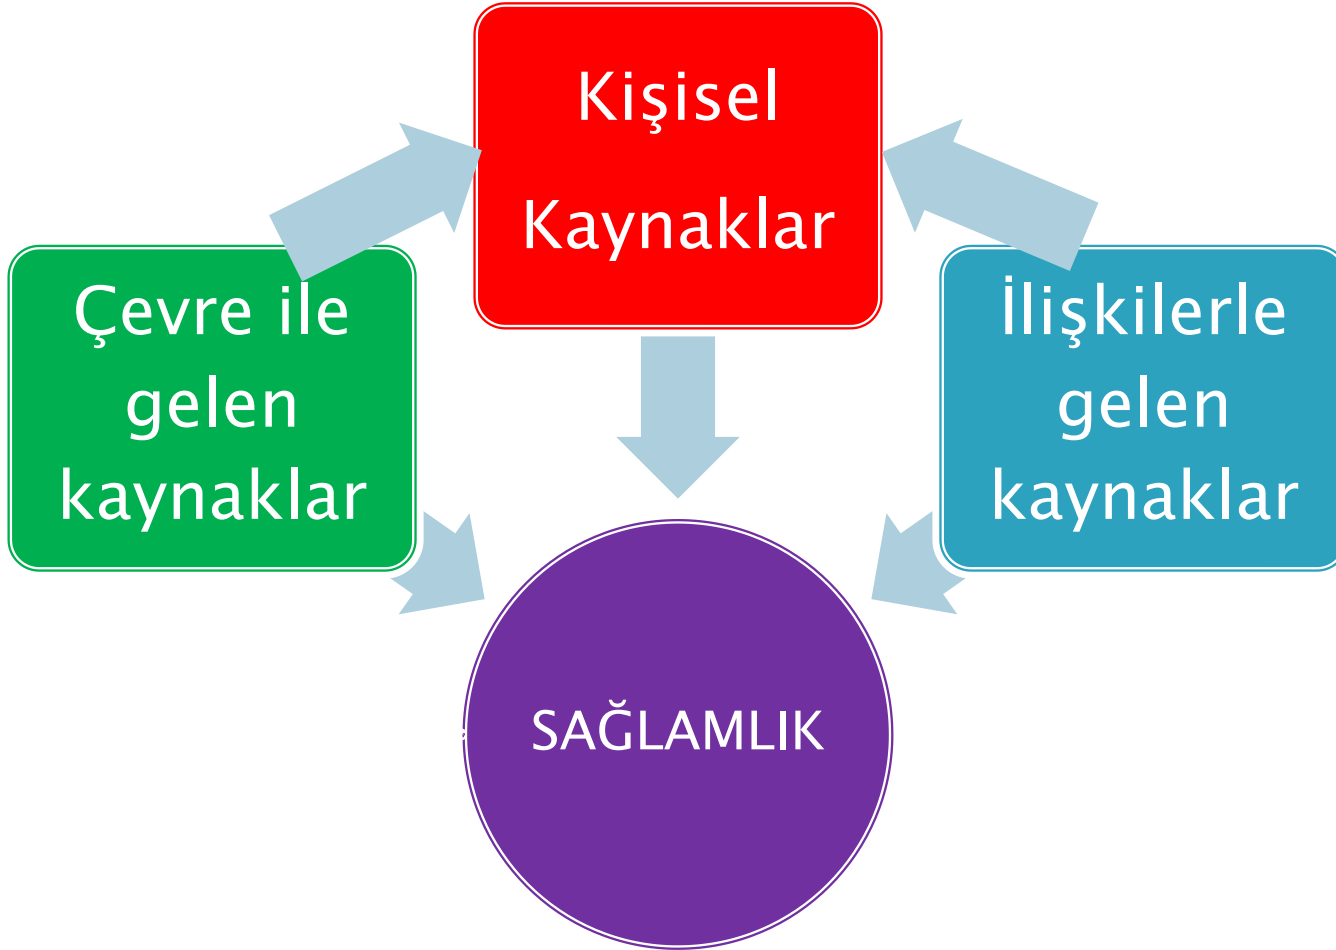 Kişisel
Kaynaklar
Çevre ile
gelen
kaynaklar
İlişkilerle
gelen
kaynaklar
SAĞLAMLIK